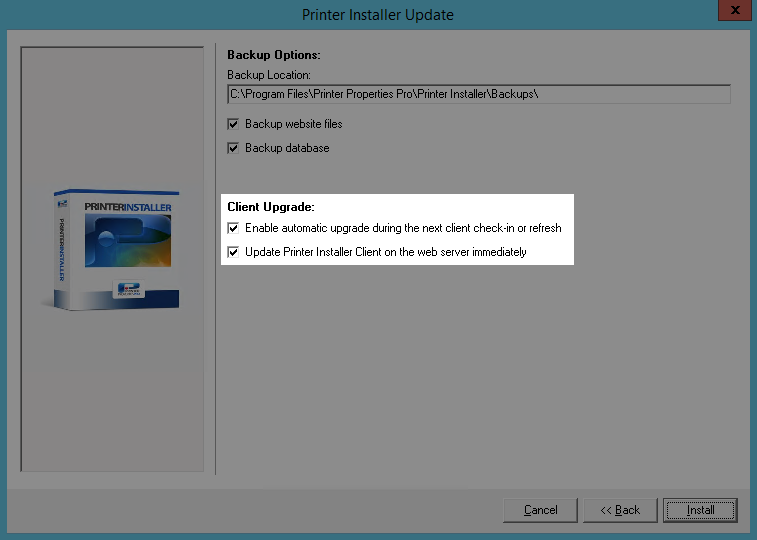 Printer Installer Update
x
Backup Options:
Backup Location:
C:\Program Files\Printer Properties Pro\Printer Installer\Backups\
Backup website files
Backup database
PRINTERINSTALLER
PRINTERINSTALLER
Client Upgrade:
Enable automatic upgrade during the next client check-in or refresh
Update Printer Installer Client on the web server immediately
Cancel
<< Back
Install